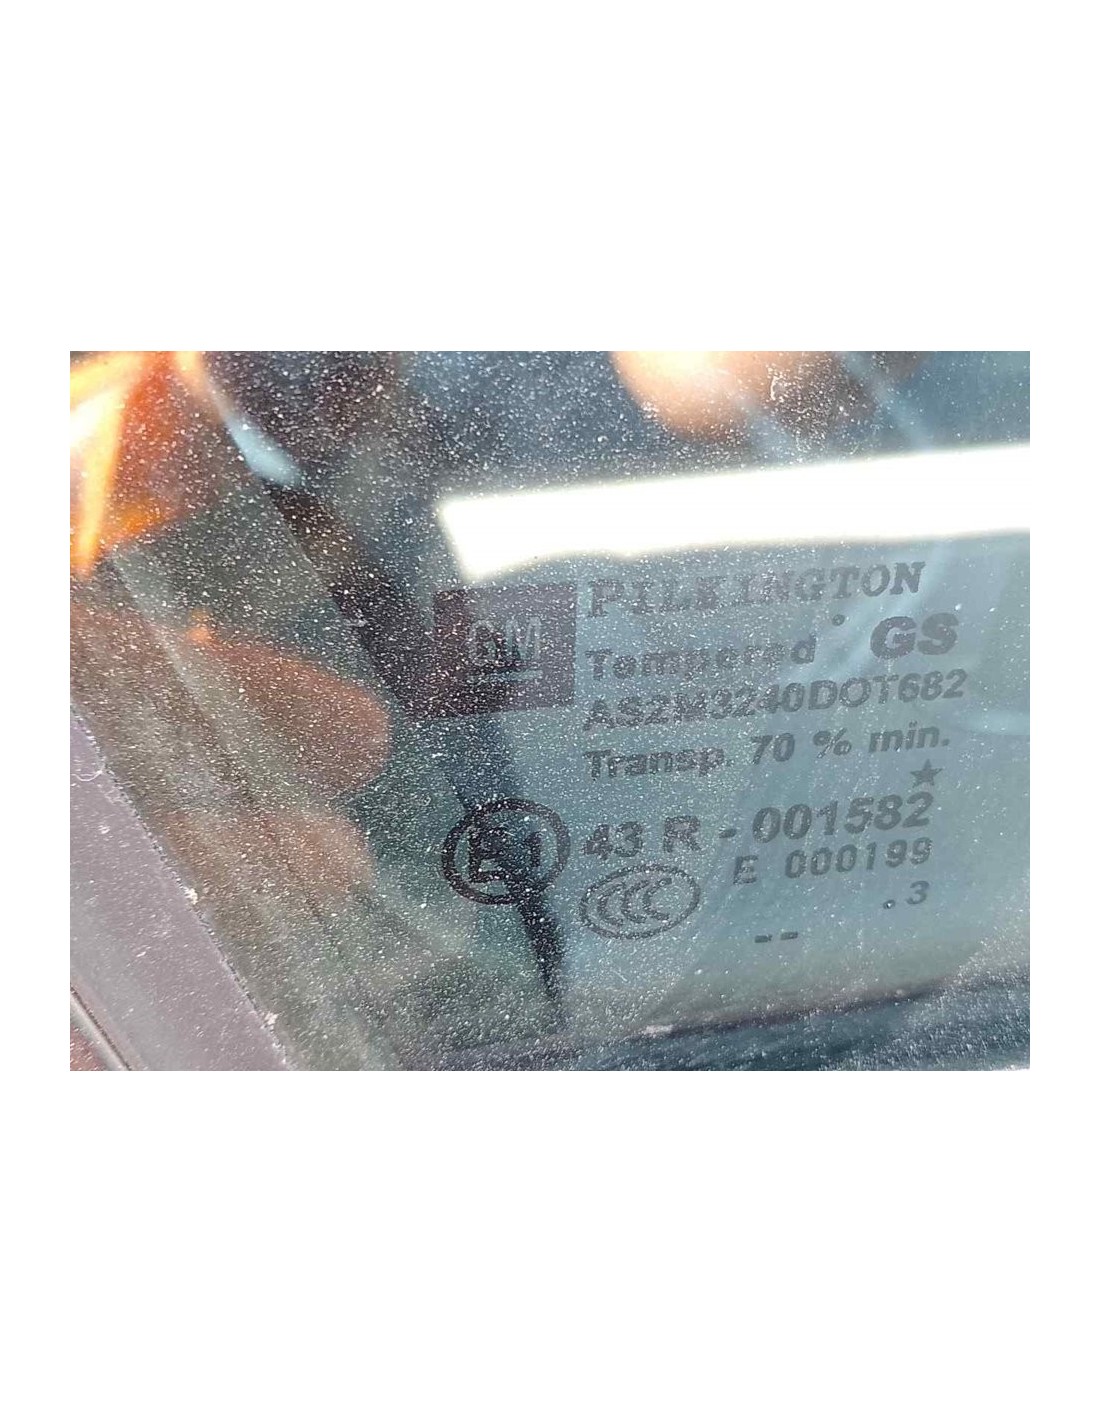 PILKINGTON
GM
Tempered GS
AS2M3240DOT682
Transp. 70 % min.
★
E1 43 R - 001582
E 000199
CCC
. 3
--